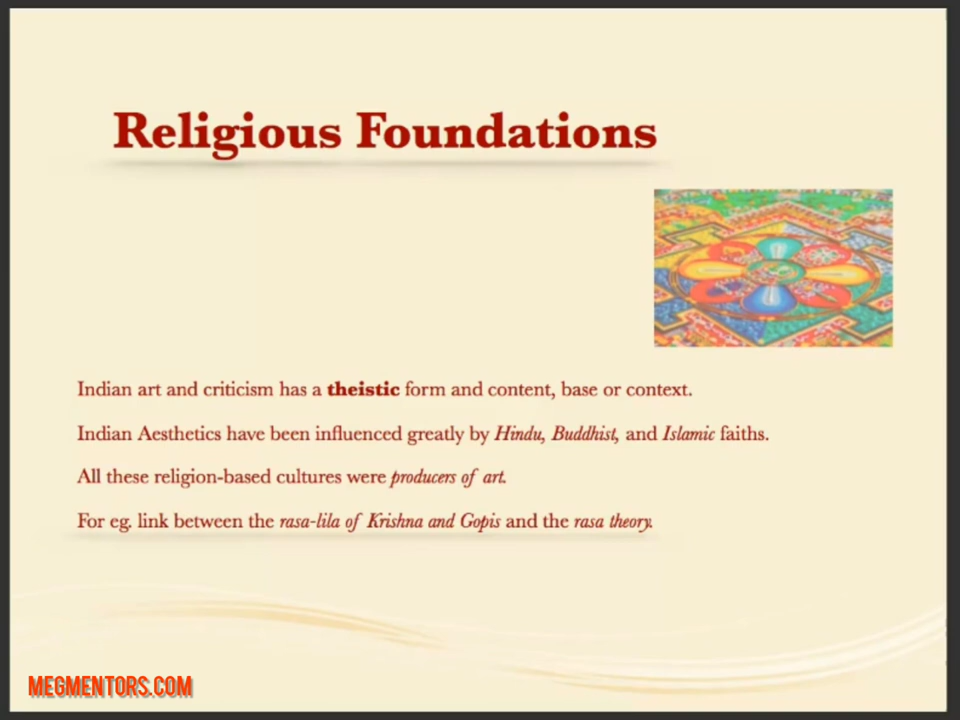 Religious Foundations
Indian art and criticism has a theistic form and content, base or context.
Indian Aesthetics have been influenced greatly by Hindu, Buddhist, and Islamic faiths.
All these religion-based cultures were producers of art.
For eg. link between the rasa-lila of Krishna and Gopis and the rasa theory.
MEGMENTORS.COM